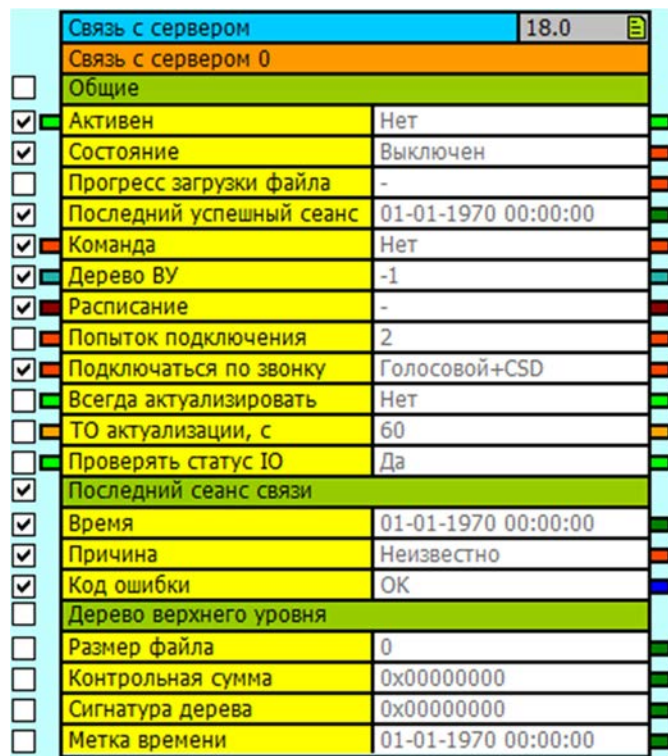 Связь с сервером 18.0
Связь с сервером 0
Общие
Активен Нет
Состояние Выключен
Прогресс загрузки файла -
Последний успешный сеанс 01-01-1970 00:00:00
Команда Нет
Дерево ВУ -1
Расписание -
Попыток подключения 2
Подключаться по звонку Голосовой+CSD
Всегда актуализировать Нет
ТО актуализации, с 60
Проверять статус IO Да
Последний сеанс связи
Время 01-01-1970 00:00:00
Причина Неизвестно
Код ошибки OK
Дерево верхнего уровня
Размер файла 0
Контрольная сумма 0x00000000
Сигнатура дерева 0x00000000
Метка времени 01-01-1970 00:00:00